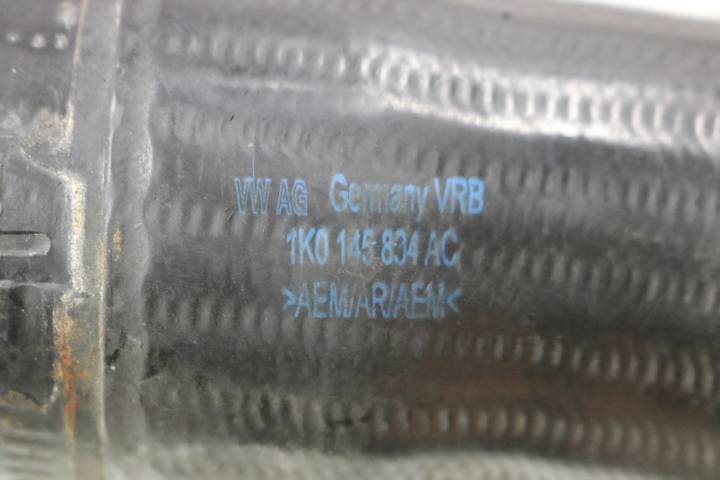 VW AG Germany VRB
1K0 145 834 AC
>AEM/AR/AEM<